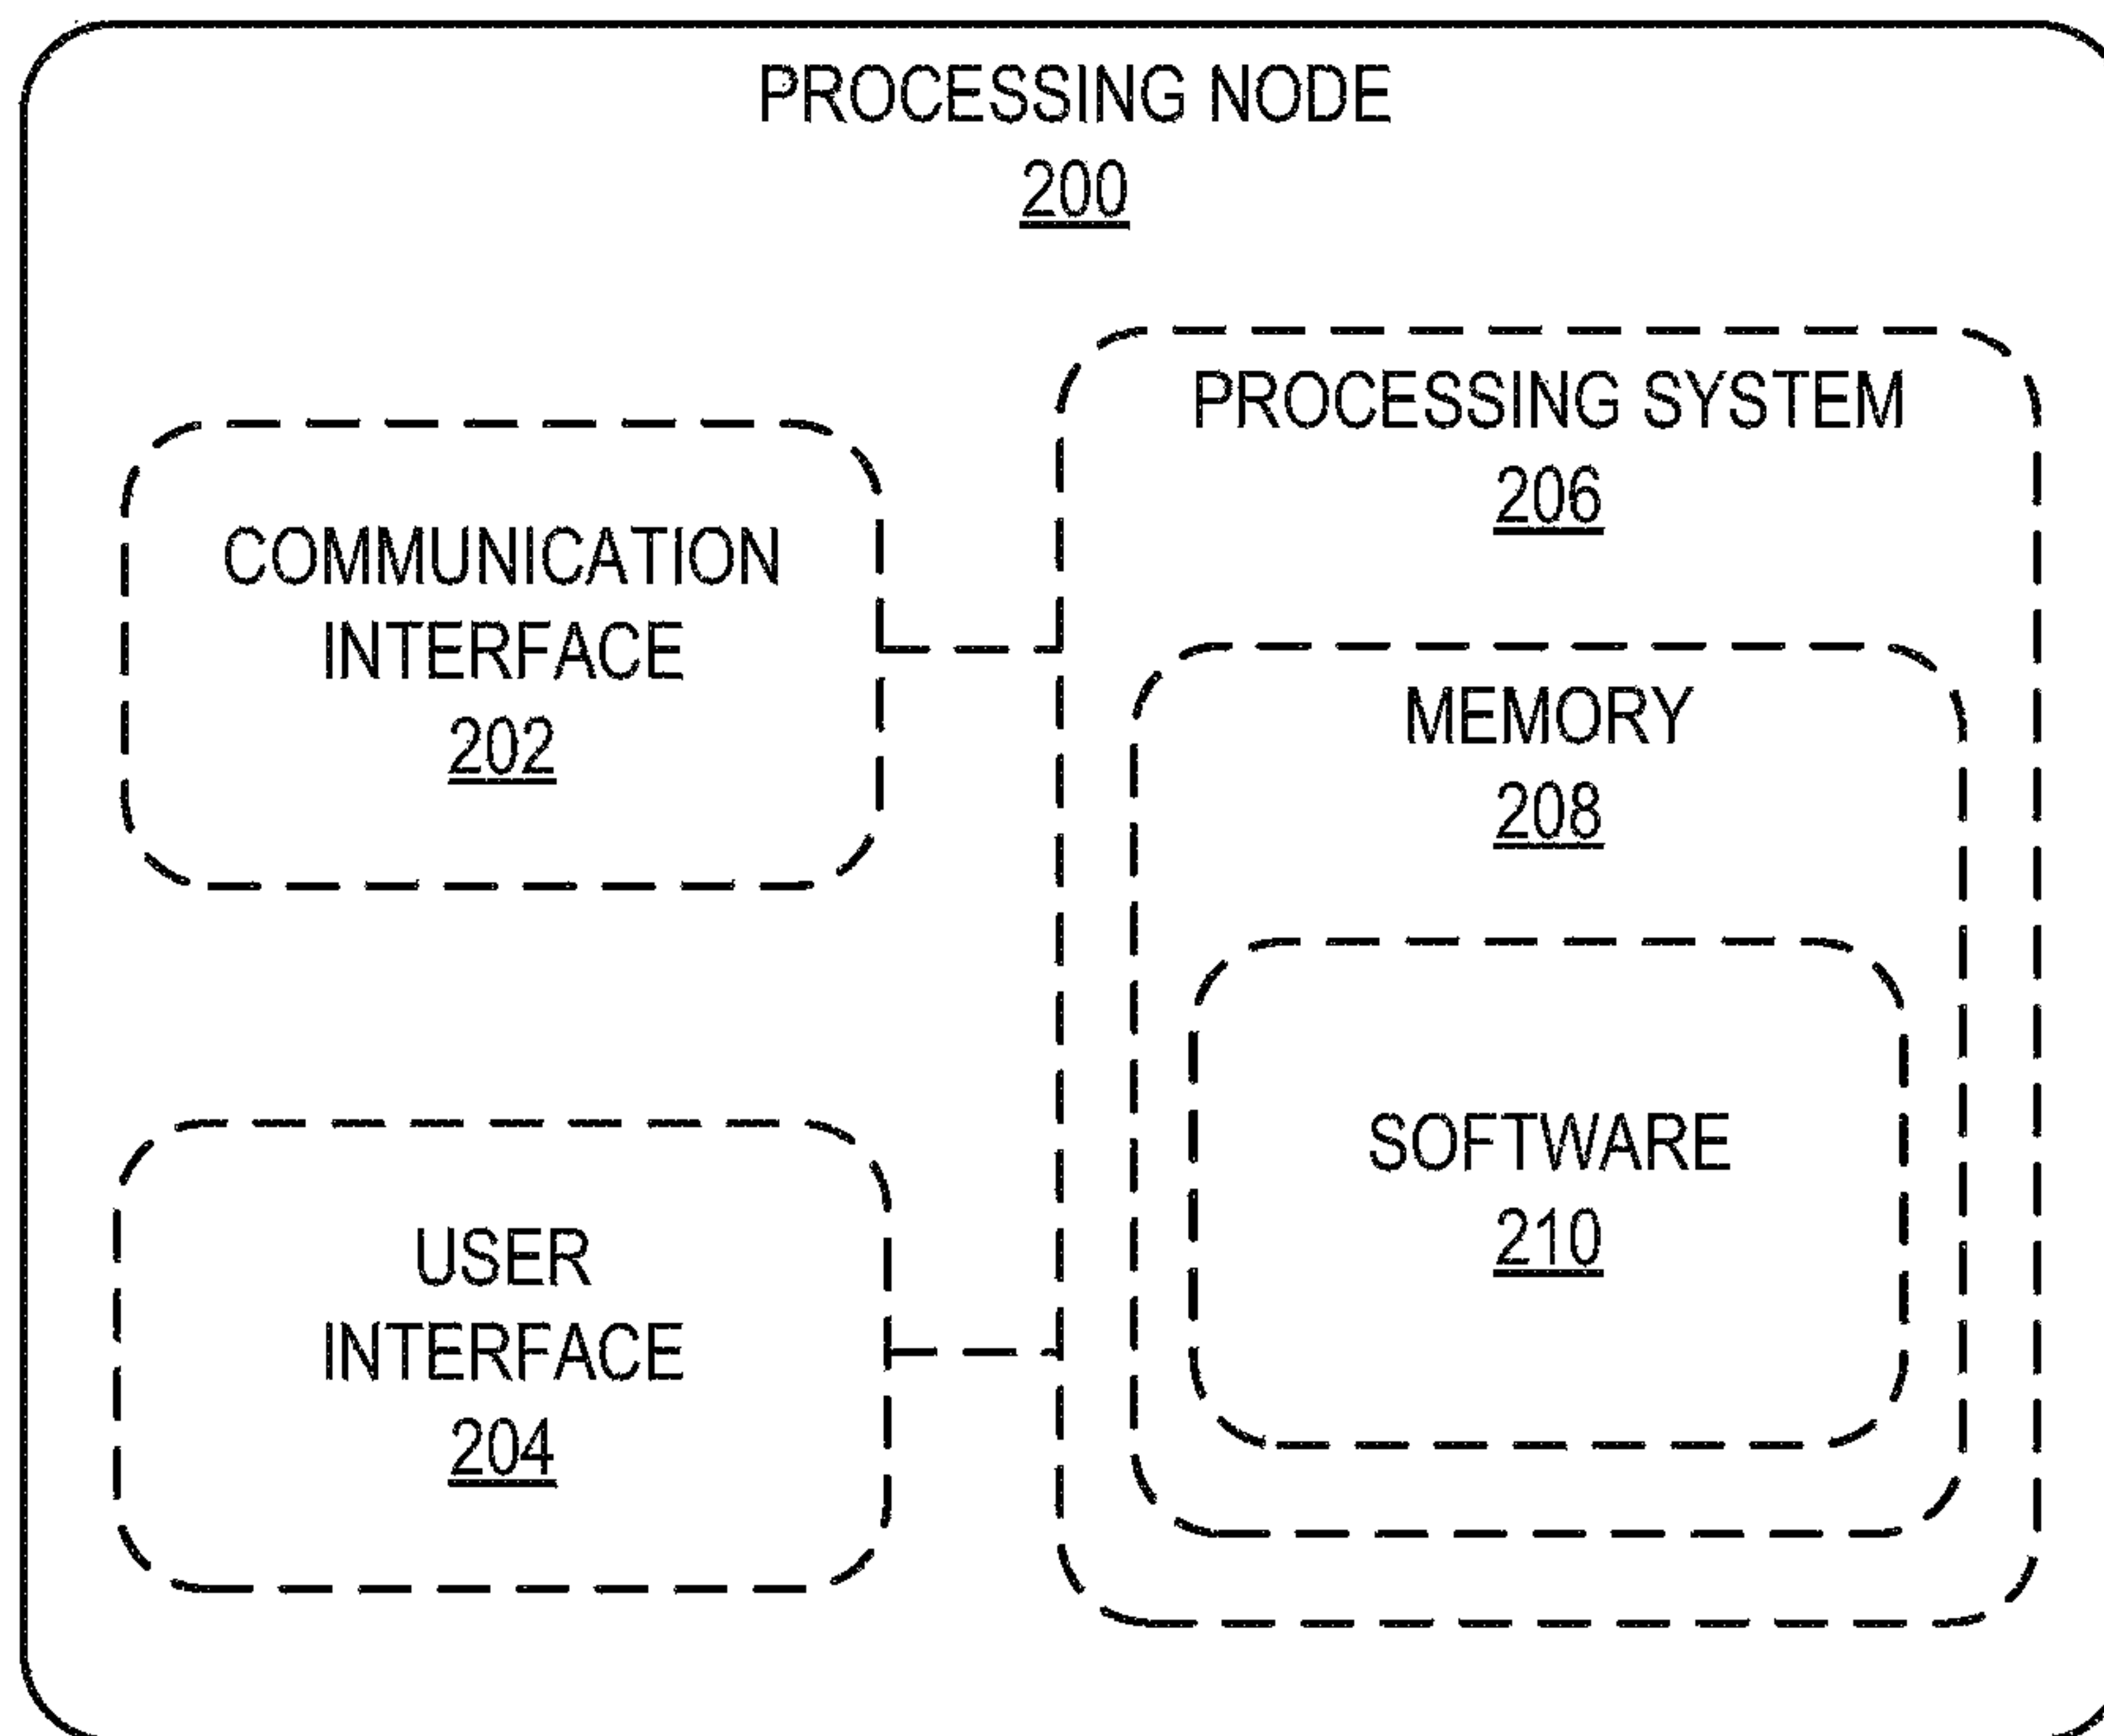 PROCESSING NODE
200
PROCESSING SYSTEM
206
COMMUNICATION
INTERFACE
202
MEMORY
208
SOFTWARE
210
USER
INTERFACE
204